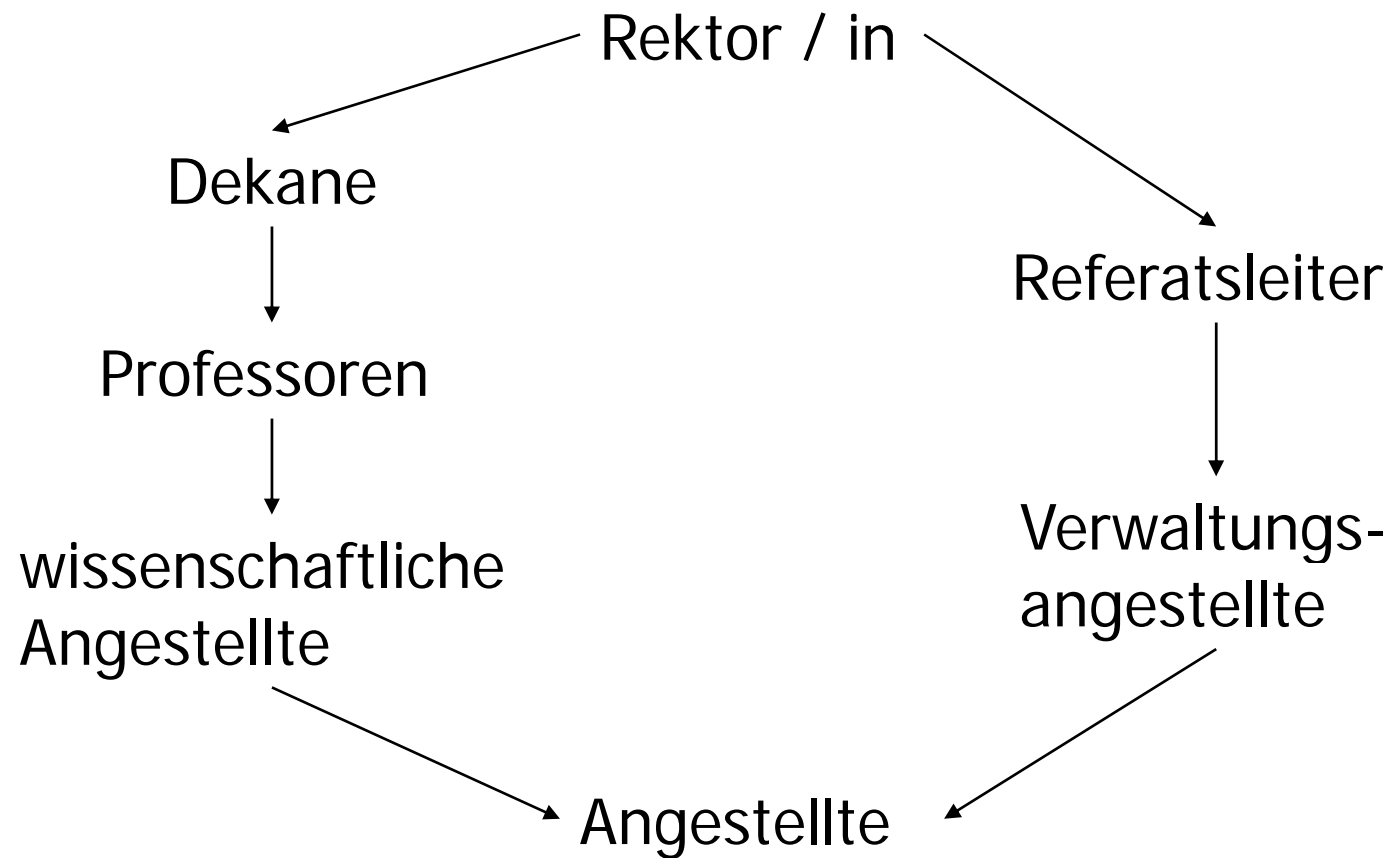 Rektor / in
Dekane
Referatsleiter
Professoren
Verwaltungs-
angestellte
wissenschaftliche
Angestellte
Angestellte